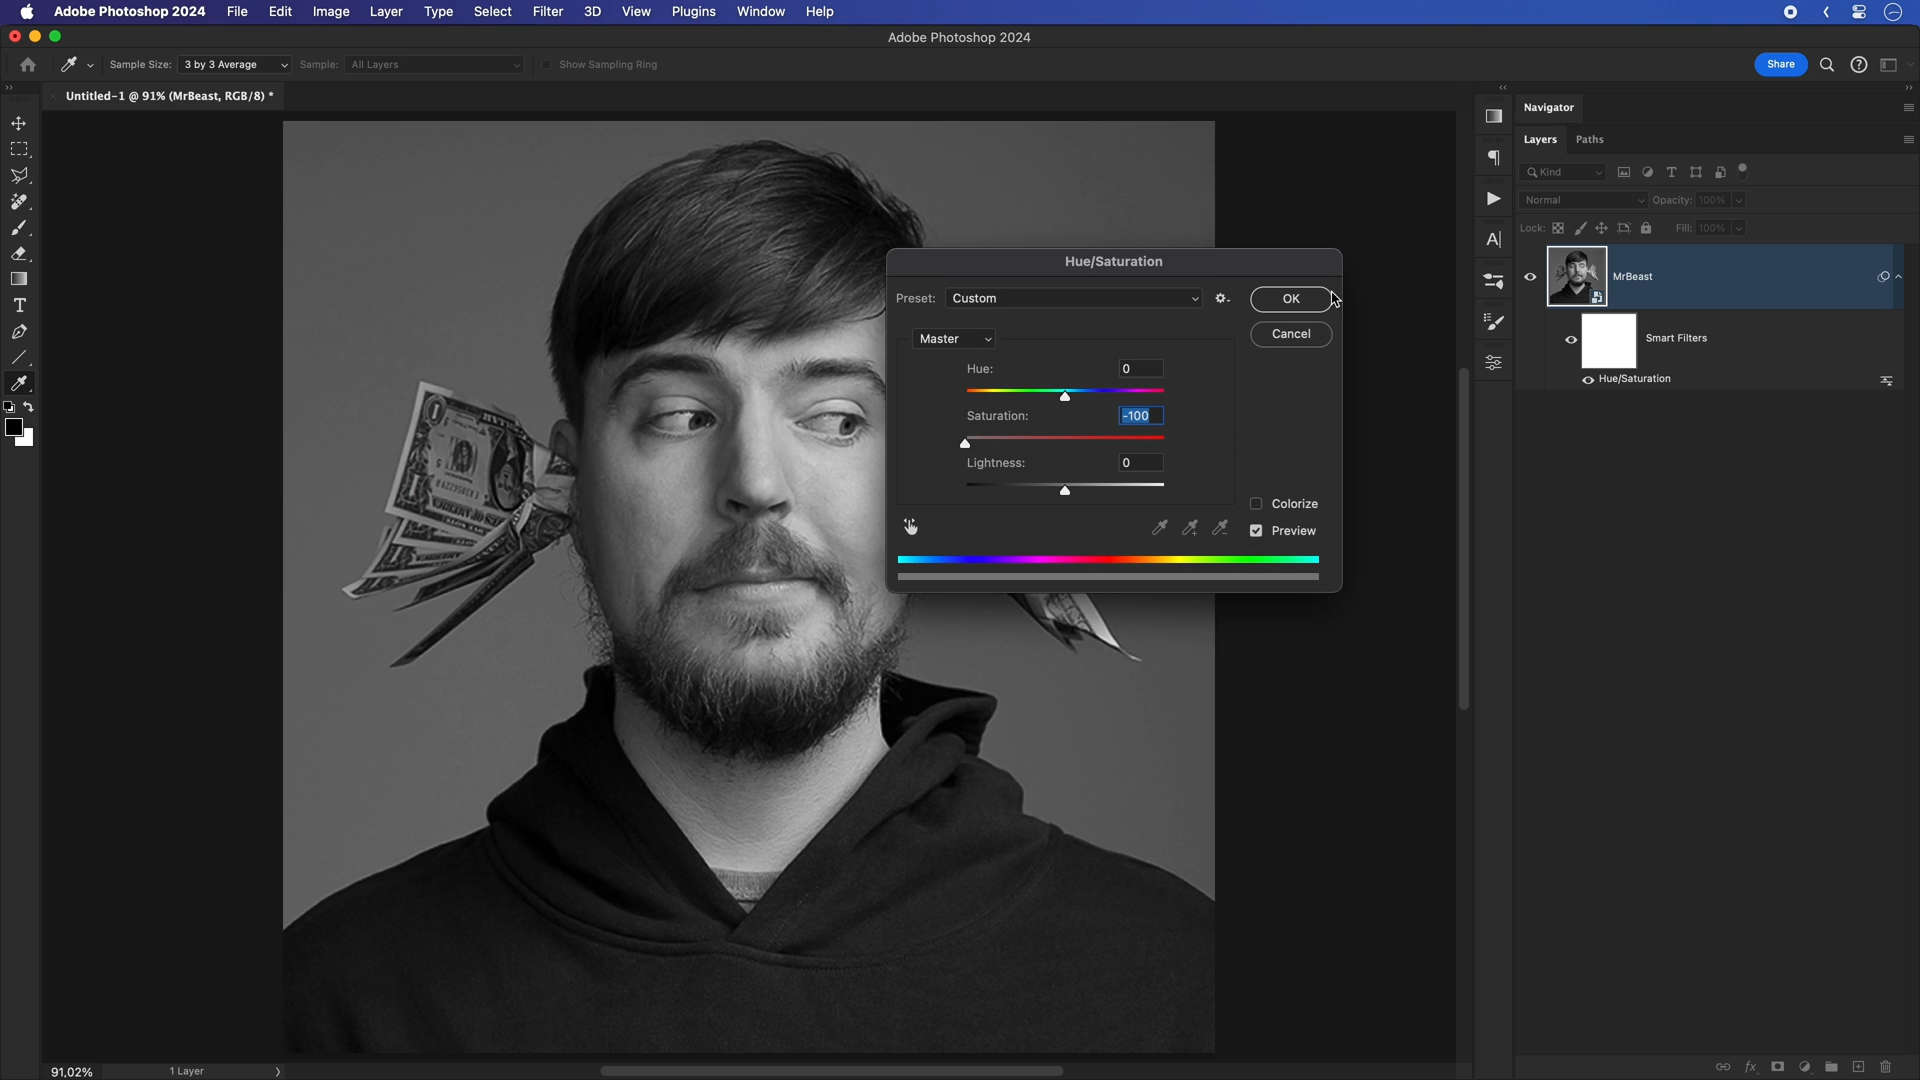 Adobe Photoshop 2024 File Edit Image Layer Type Select Filter 3D View Plugins Window Help
Adobe Photoshop 2024
Sample Size: 3 by 3 Average Sample: All Layers Show Sampling Ring Share
Untitled-1 @ 91% (MrBeast, RGB/8) *
Navigator
Layers Paths
Kind
Normal Opacity: 100%
Lock: Fill: 100%
MrBeast
Smart Filters
Hue/Saturation
Hue/Saturation
Preset: Custom OK
Cancel
Master
Hue: 0
Saturation: -100
Lightness: 0
Colorize
Preview
91,02% 1 Layer